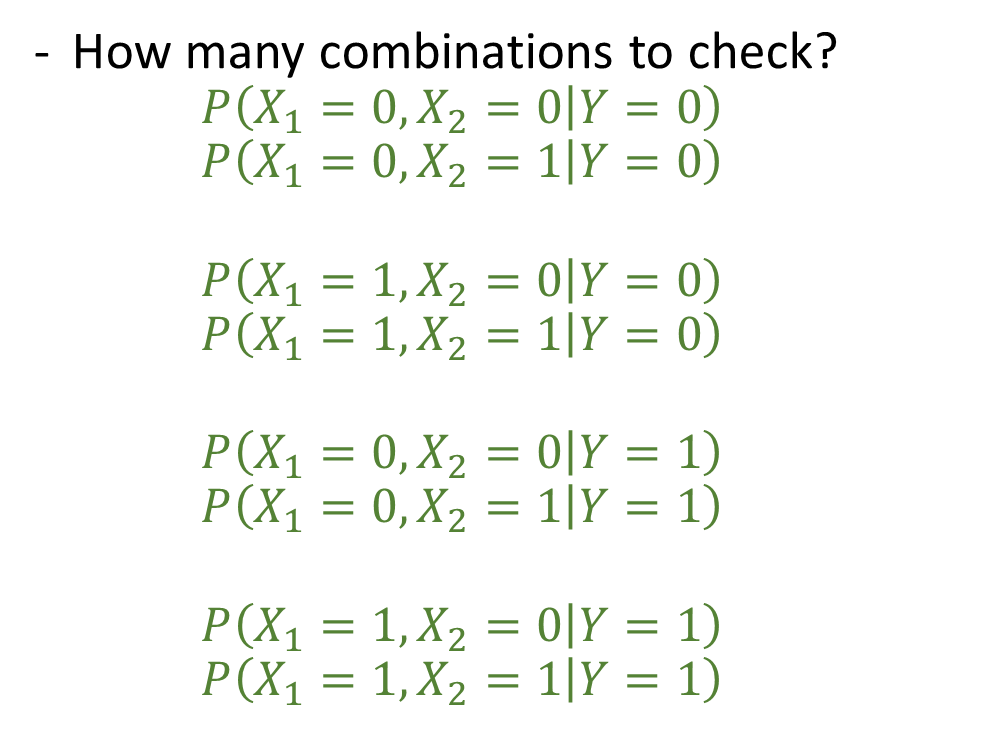 - How many combinations to check?
P(X₁ = 0, X₂ = 0|Y = 0)
P(X₁ = 0, X₂ = 1|Y = 0)
P(X₁ = 1, X₂ = 0|Y = 0)
P(X₁ = 1, X₂ = 1|Y = 0)
P(X₁ = 0, X₂ = 0|Y = 1)
P(X₁ = 0, X₂ = 1|Y = 1)
P(X₁ = 1, X₂ = 0|Y = 1)
P(X₁ = 1, X₂ = 1|Y = 1)